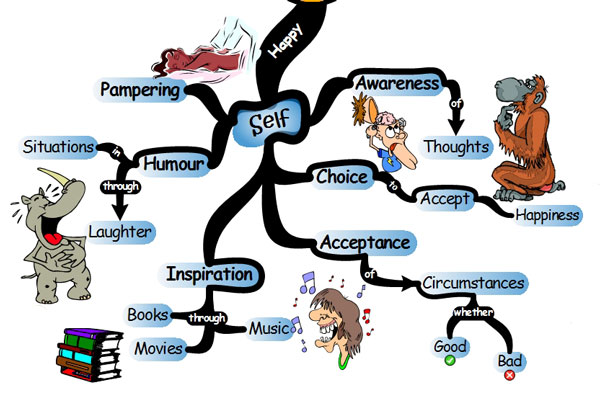 Happy
Self
Pampering
Humour
in
Situations
through
Laughter
Inspiration
through
Books
Movies
Music
Awareness
of
Thoughts
Choice
to
Accept
Happiness
Acceptance
of
Circumstances
whether
Good
Bad